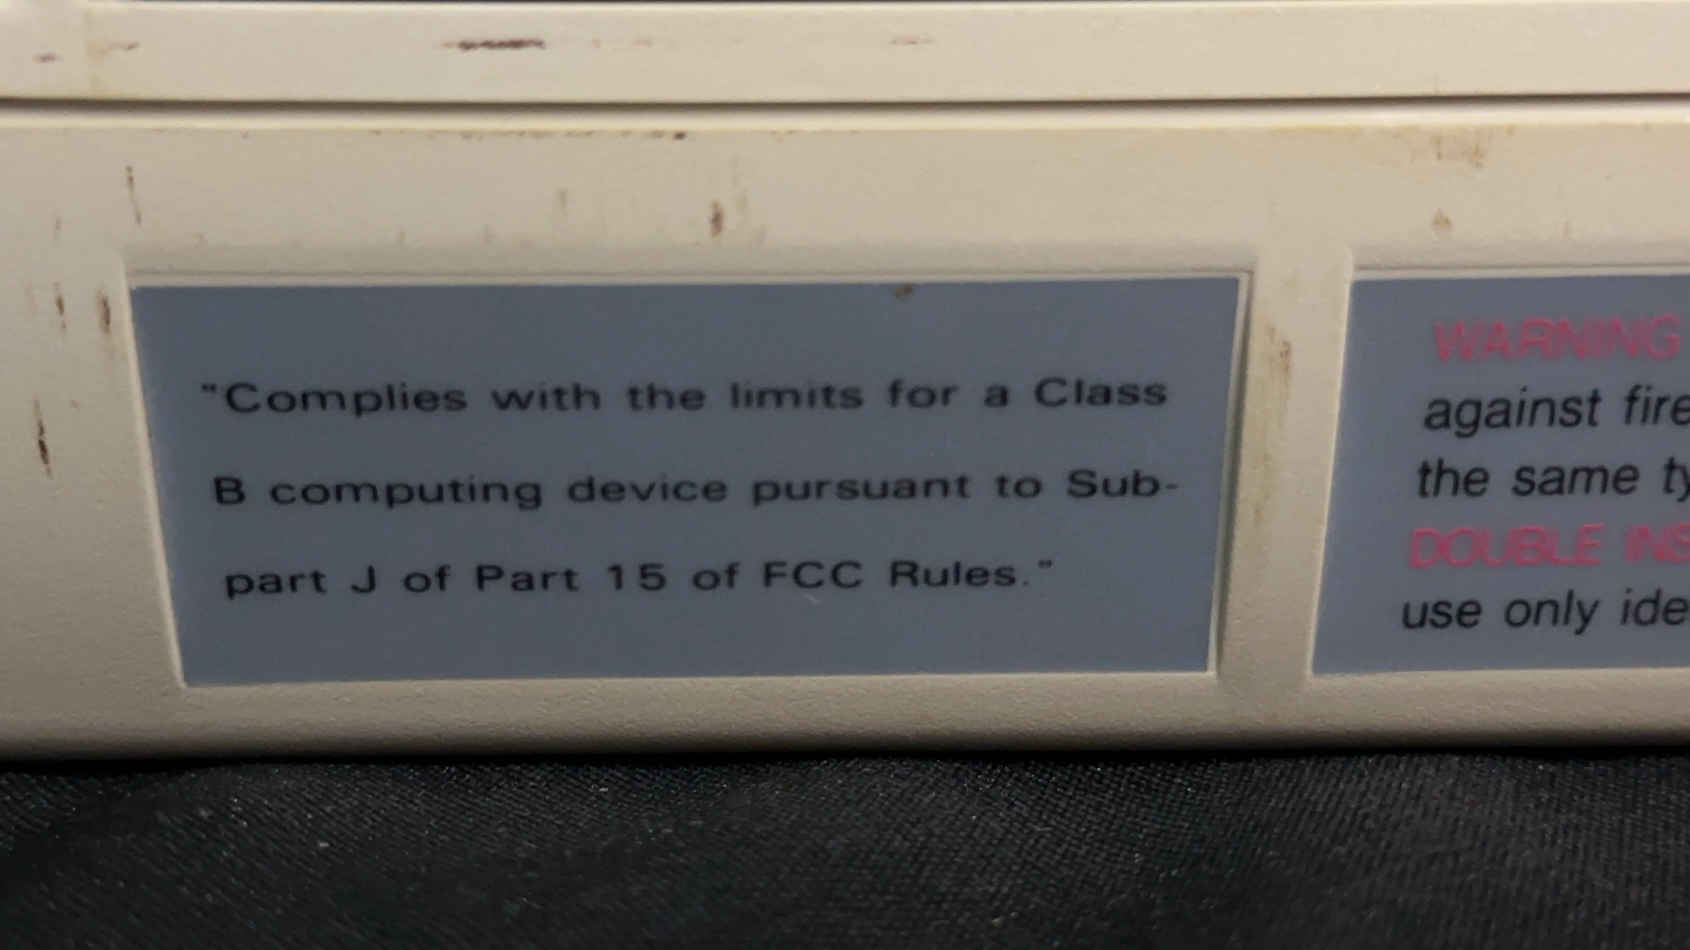 "Complies with the limits for a Class
B computing device pursuant to Sub-
part J of Part 15 of FCC Rules."
WARNING
against fire
the same
DOUBLE
use only